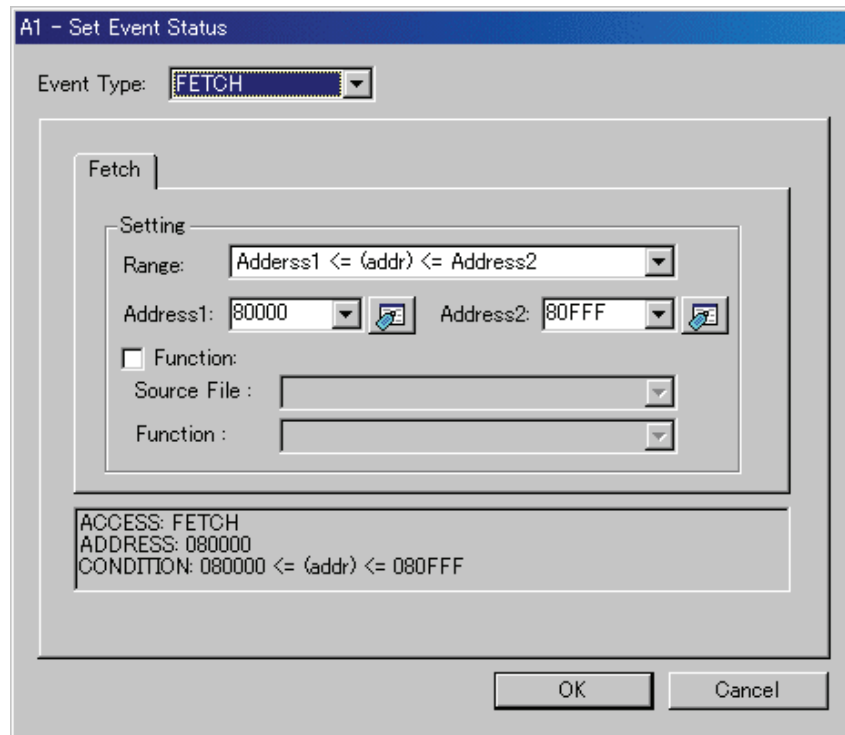 A1 - Set Event Status
Event Type: FETCH
Fetch
Setting
Range: Adderss1 <= (addr) <= Address2
Address1: 80000 Address2: 80FFF
Function:
Source File :
Function :
ACCESS: FETCH
ADDRESS: 080000
CONDITION: 080000 <= (addr) <= 080FFF
OK Cancel